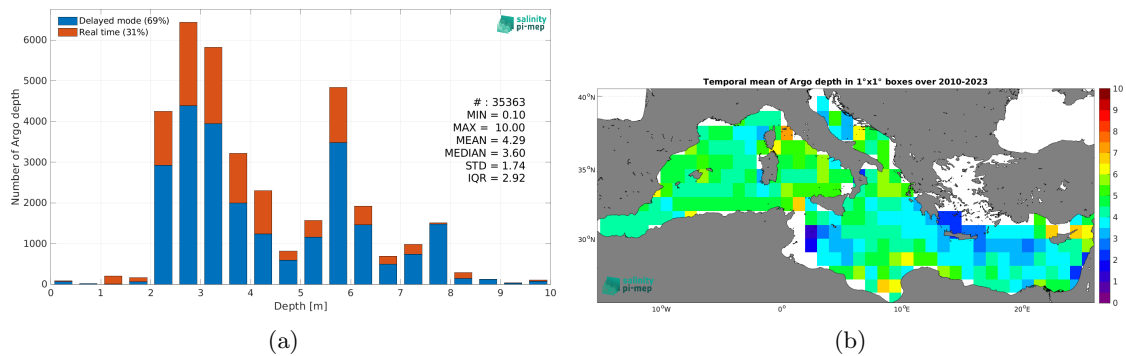 Delayed mode (69%)
Real time (31%)
salinity
pi-mep
6000
5000
4000
3000
2000
1000
0
Number of Argo depth
# : 35363
MIN = 0.10
MAX = 10.00
MEAN = 4.29
MEDIAN = 3.60
STD = 1.74
IQR = 2.92
0 1 2 3 4 5 6 7 8 9 10
Depth [m]
(a)
Temporal mean of Argo depth in 1°x1° boxes over 2010-2023
40°N
35°N
30°N
10°W 0° 10°E 20°E
10
9
8
7
6
5
4
3
2
1
0
salinity
pi-mep
(b)